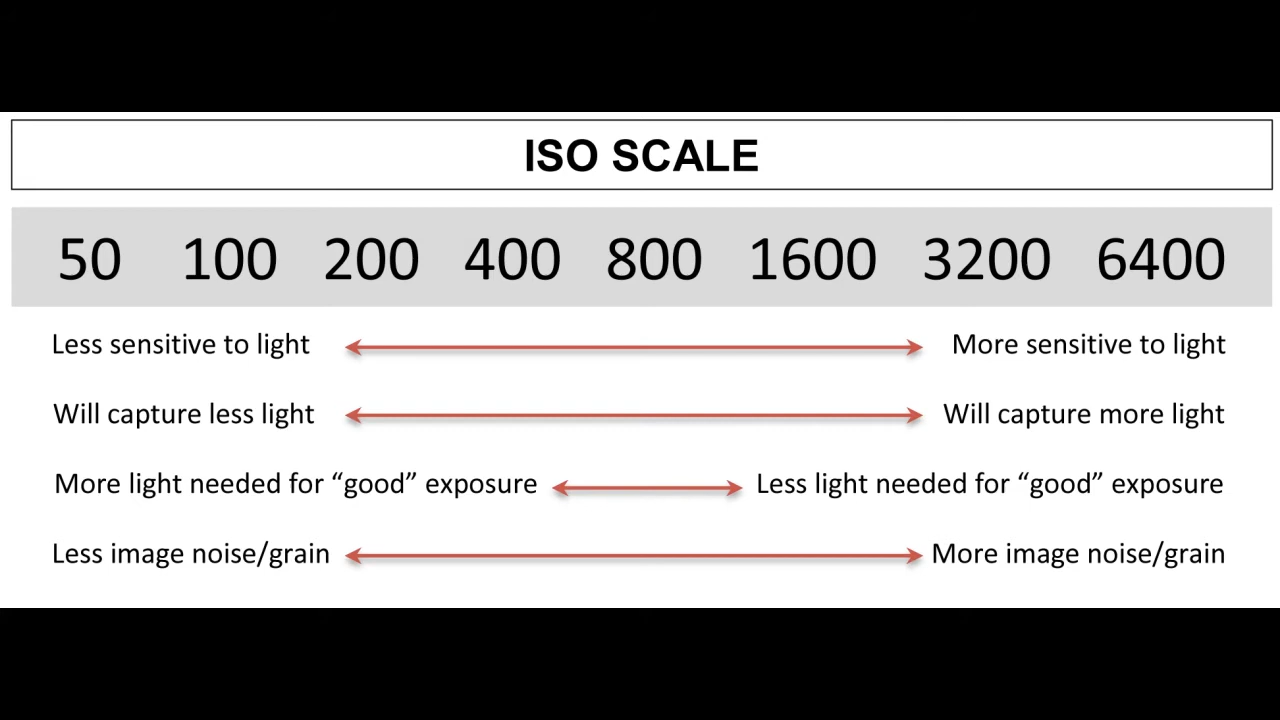 ISO SCALE
50 100 200 400 800 1600 3200 6400
Less sensitive to light More sensitive to light
Will capture less light Will capture more light
More light needed for “good” exposure Less light needed for “good” exposure
Less image noise/grain More image noise/grain